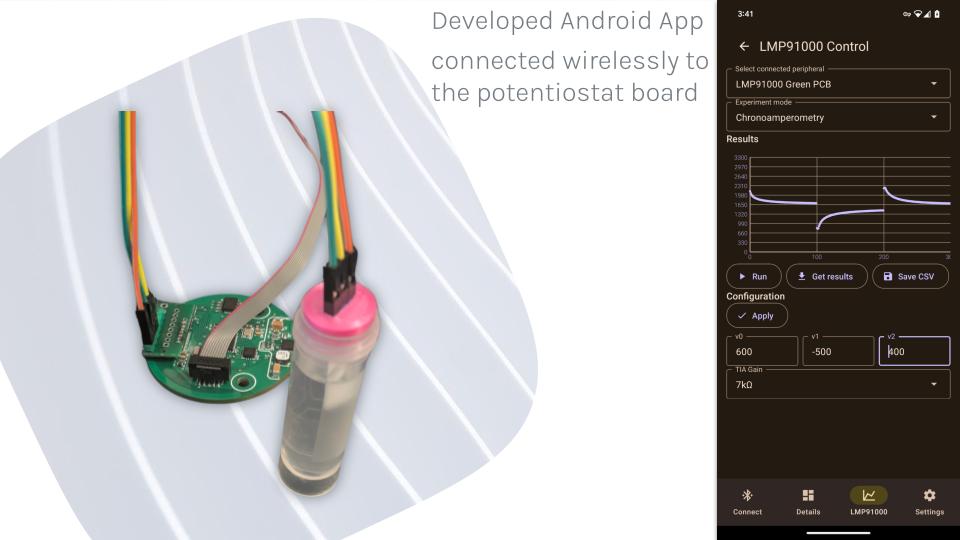 Developed Android App
connected wirelessly to
the potentiostat board
3:41
LMP91000 Control
Select connected peripheral
LMP91000 Green PCB
Experiment mode
Chronoamperometry
Results
3300
2970
2640
2310
1980
1650
1320
990
660
330
0
0 100 200
Run Get results Save CSV
Configuration
Apply
v0 v1 v2
600 -500 400
TIA Gain
7kΩ
Connect Details LMP91000 Settings